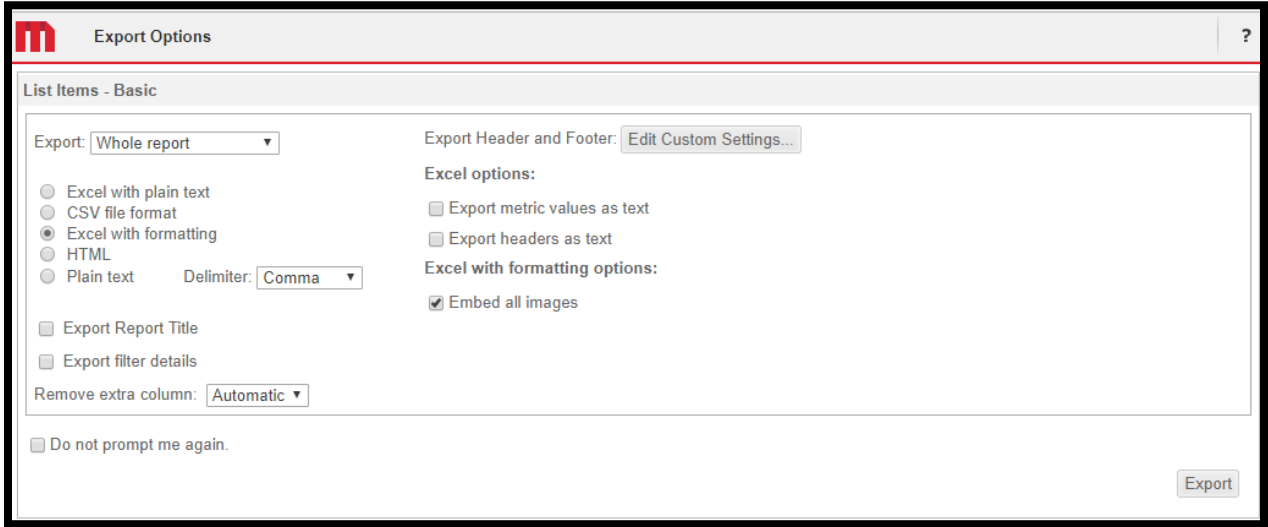 Export Options
?
List Items - Basic
Export: Whole report
Export Header and Footer: Edit Custom Settings...
Excel options:
Excel with plain text
Export metric values as text
CSV file format
Excel with formatting
Export headers as text
HTML
Excel with formatting options:
Plain text Delimiter: Comma
Embed all images
Export Report Title
Export filter details
Remove extra column: Automatic
Do not prompt me again.
Export